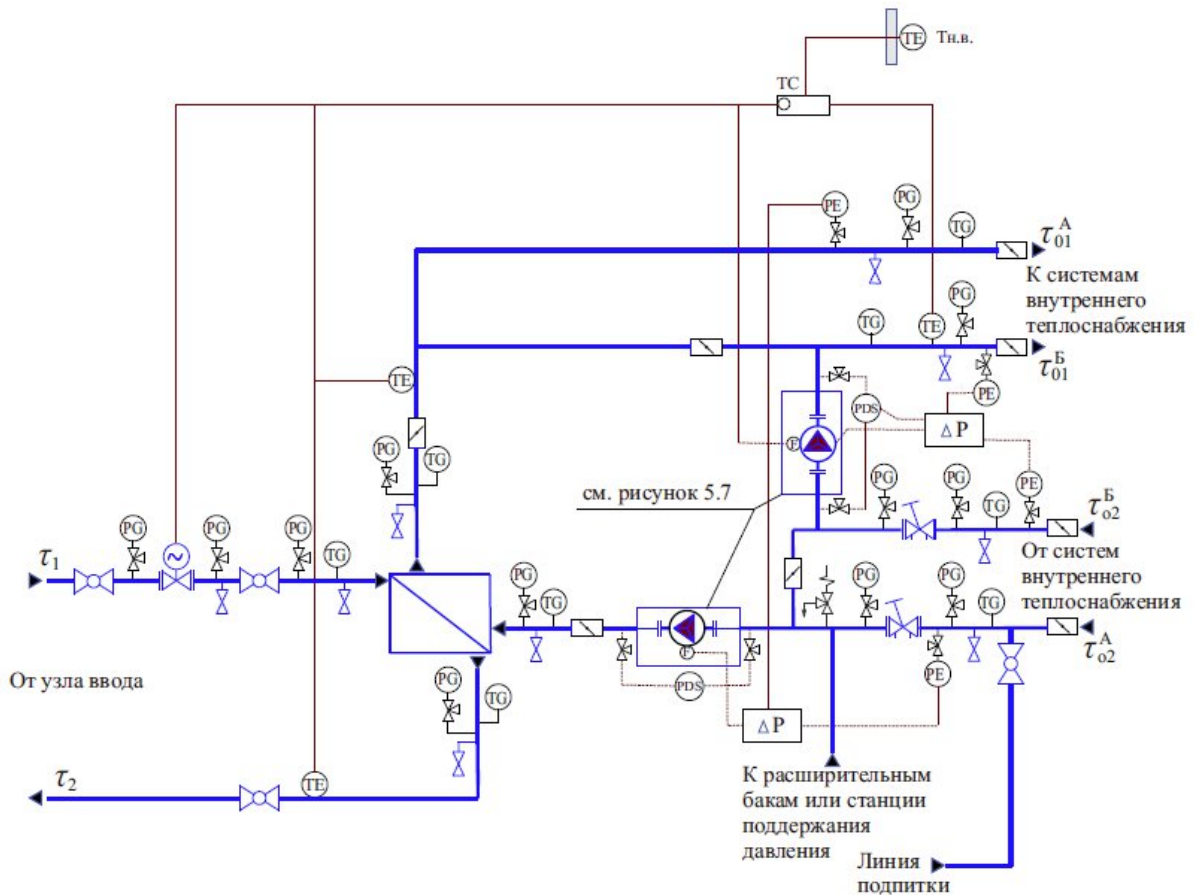 TE Тн.в.
TC
PE
PG
TG
τ01А
К системам
внутреннего
теплоснабжения
TG
TE
PG
τ01Б
TE
PDS
PE
F
Δ P
PG
TG
см. рисунок 5.7
PG
PG
TG
PE
τо2Б
От систем
внутреннего
теплоснабжения
τ1
PG
PG
PG
TG
PG
TG
F
PDS
PG
PG
TG
τо2А
PE
Δ P
От узла ввода
PG
TG
τ2
TE
К расширительным
бакам или станции
поддержания
давления
Линия
подпитки